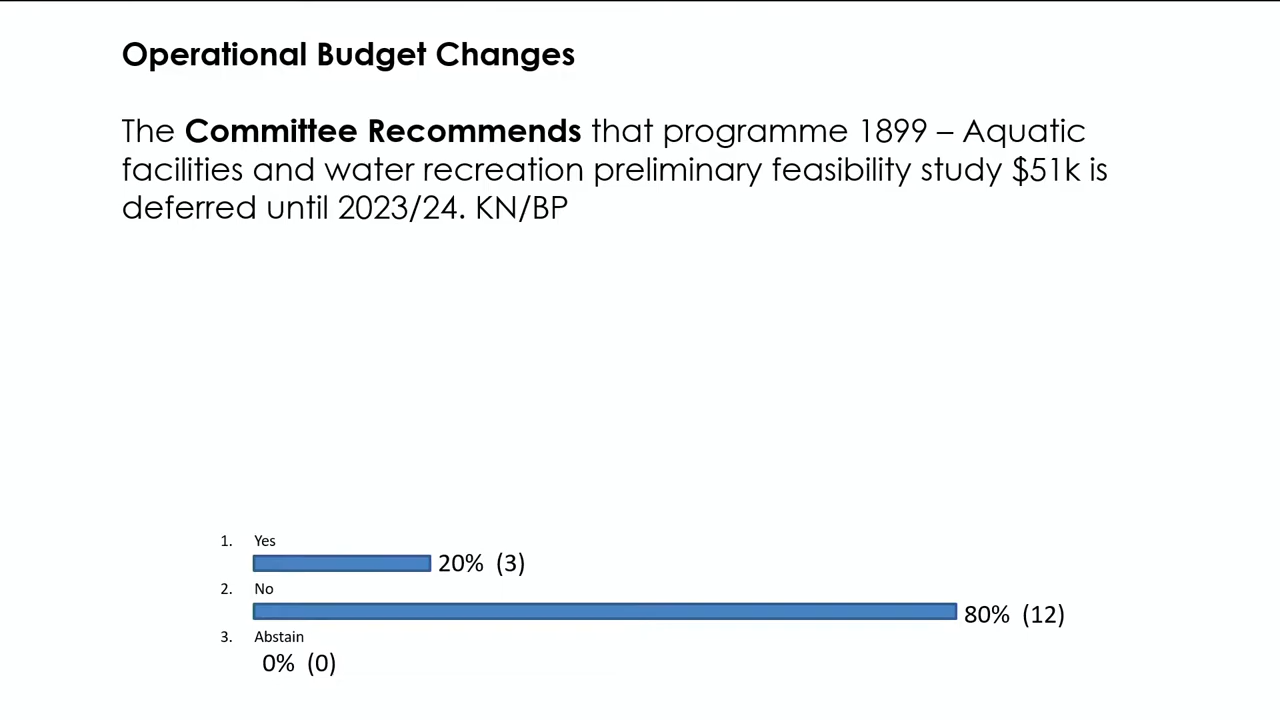 Operational Budget Changes
The Committee Recommends that programme 1899 – Aquatic
facilities and water recreation preliminary feasibility study $51k is
deferred until 2023/24. KN/BP
1. Yes
20% (3)
2. No
80% (12)
3. Abstain
0% (0)